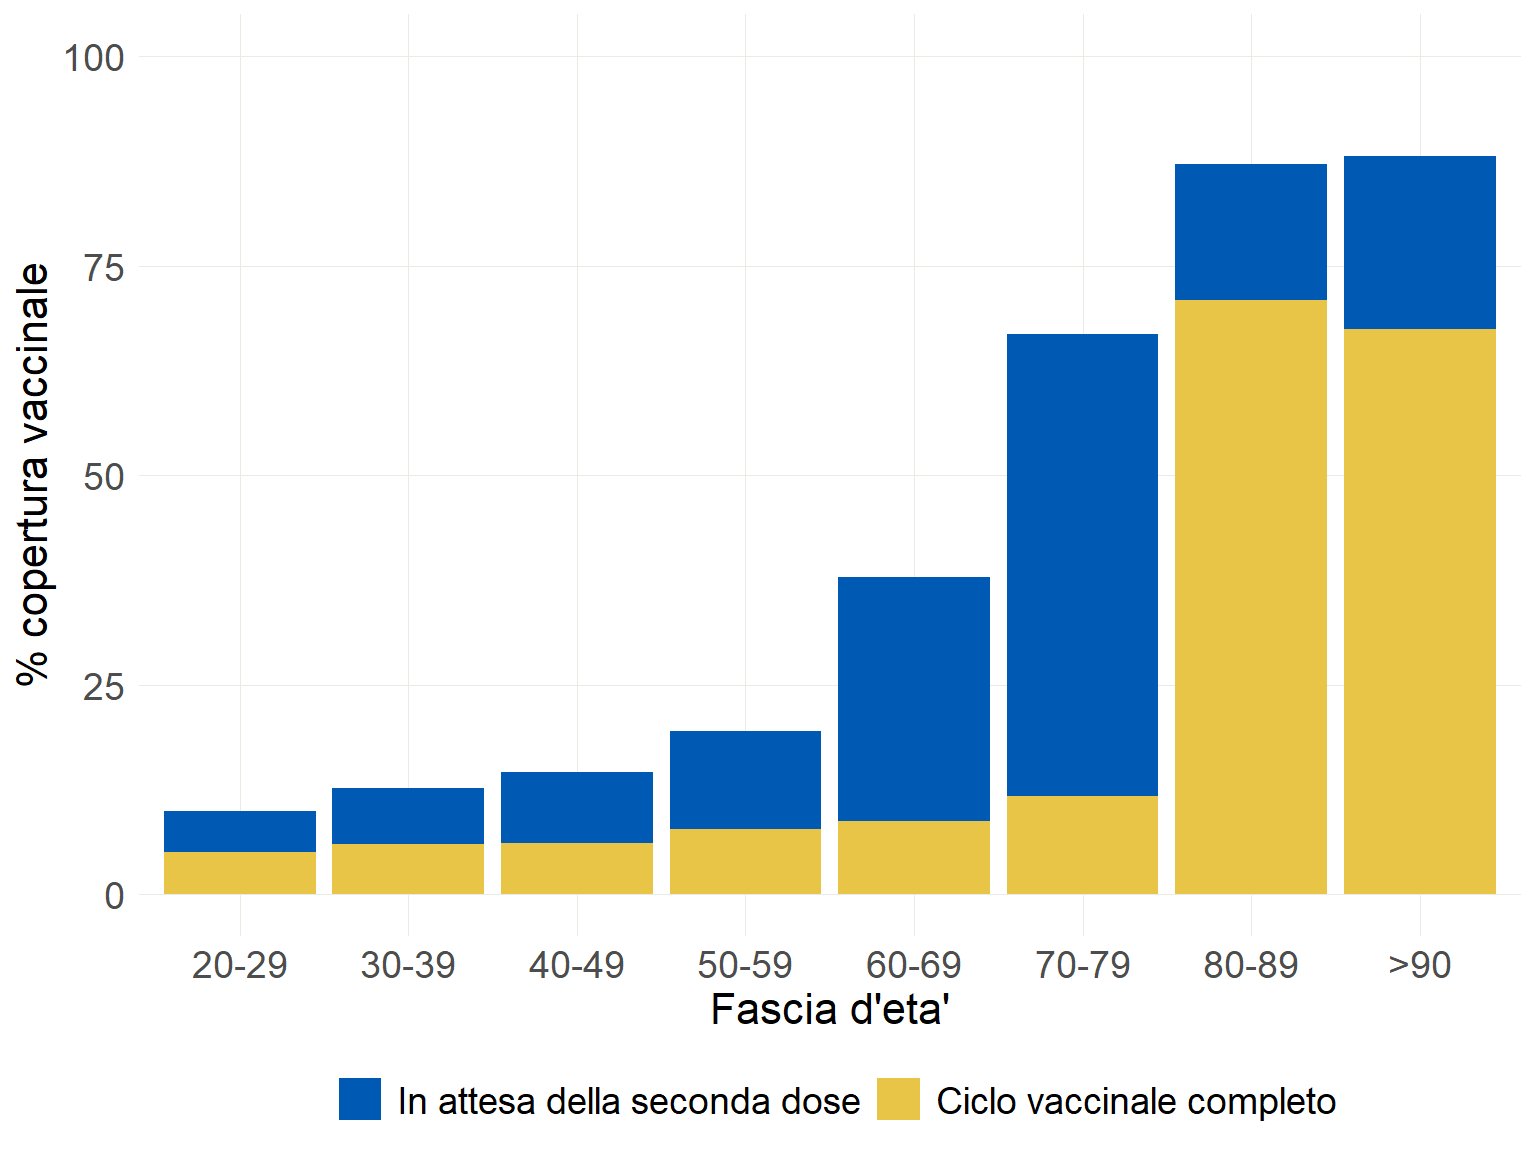 % copertura vaccinale
100
75
50
25
0
20-29 30-39 40-49 50-59 60-69 70-79 80-89 >90
Fascia d'eta'
In attesa della seconda dose Ciclo vaccinale completo